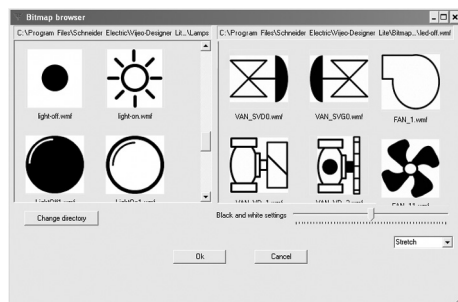 Bitmap browser
C:\Program Files\Schneider Electric\Vijeo-Designer Lit...\Lamps
C:\Program Files\Schneider Electric\Vijeo-Designer Lite\Bitmap...\led-off.wmf
light-off.wmf
light-on.wmf
VAN_SVD0.wmf
VAN_SVG0.wmf
FAN_1.wmf
Change directory
Black and white settings
Stretch
Ok
Cancel